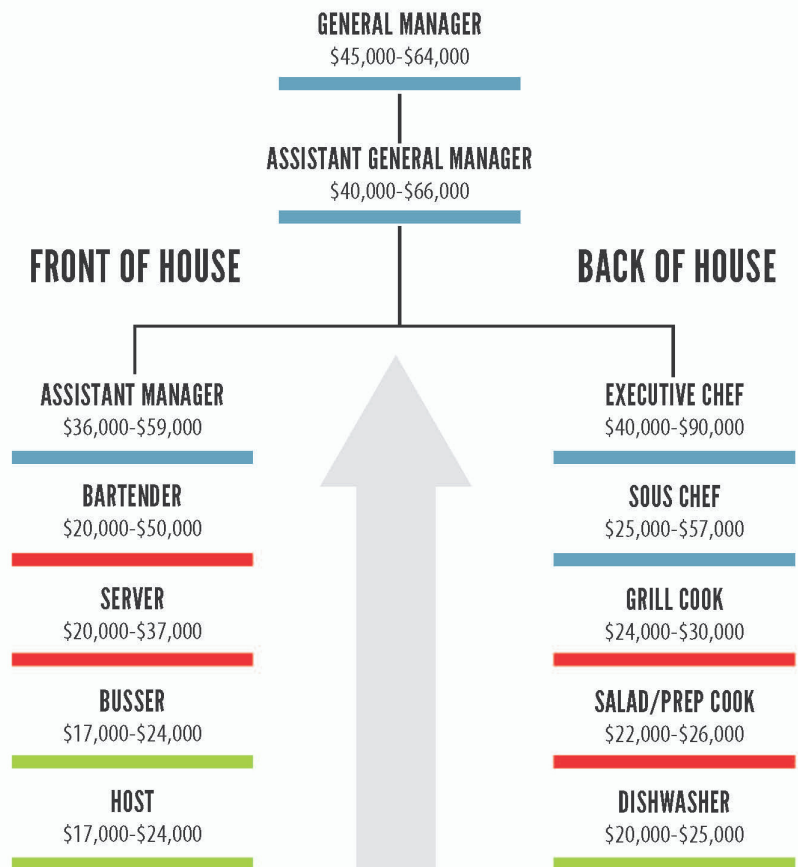 GENERAL MANAGER
$45,000-$64,000
ASSISTANT GENERAL MANAGER
$40,000-$66,000
FRONT OF HOUSE
ASSISTANT MANAGER
$36,000-$59,000
BARTENDER
$20,000-$50,000
SERVER
$20,000-$37,000
BUSSER
$17,000-$24,000
HOST
$17,000-$24,000
BACK OF HOUSE
EXECUTIVE CHEF
$40,000-$90,000
SOUS CHEF
$25,000-$57,000
GRILL COOK
$24,000-$30,000
SALAD/PREP COOK
$22,000-$26,000
DISHWASHER
$20,000-$25,000